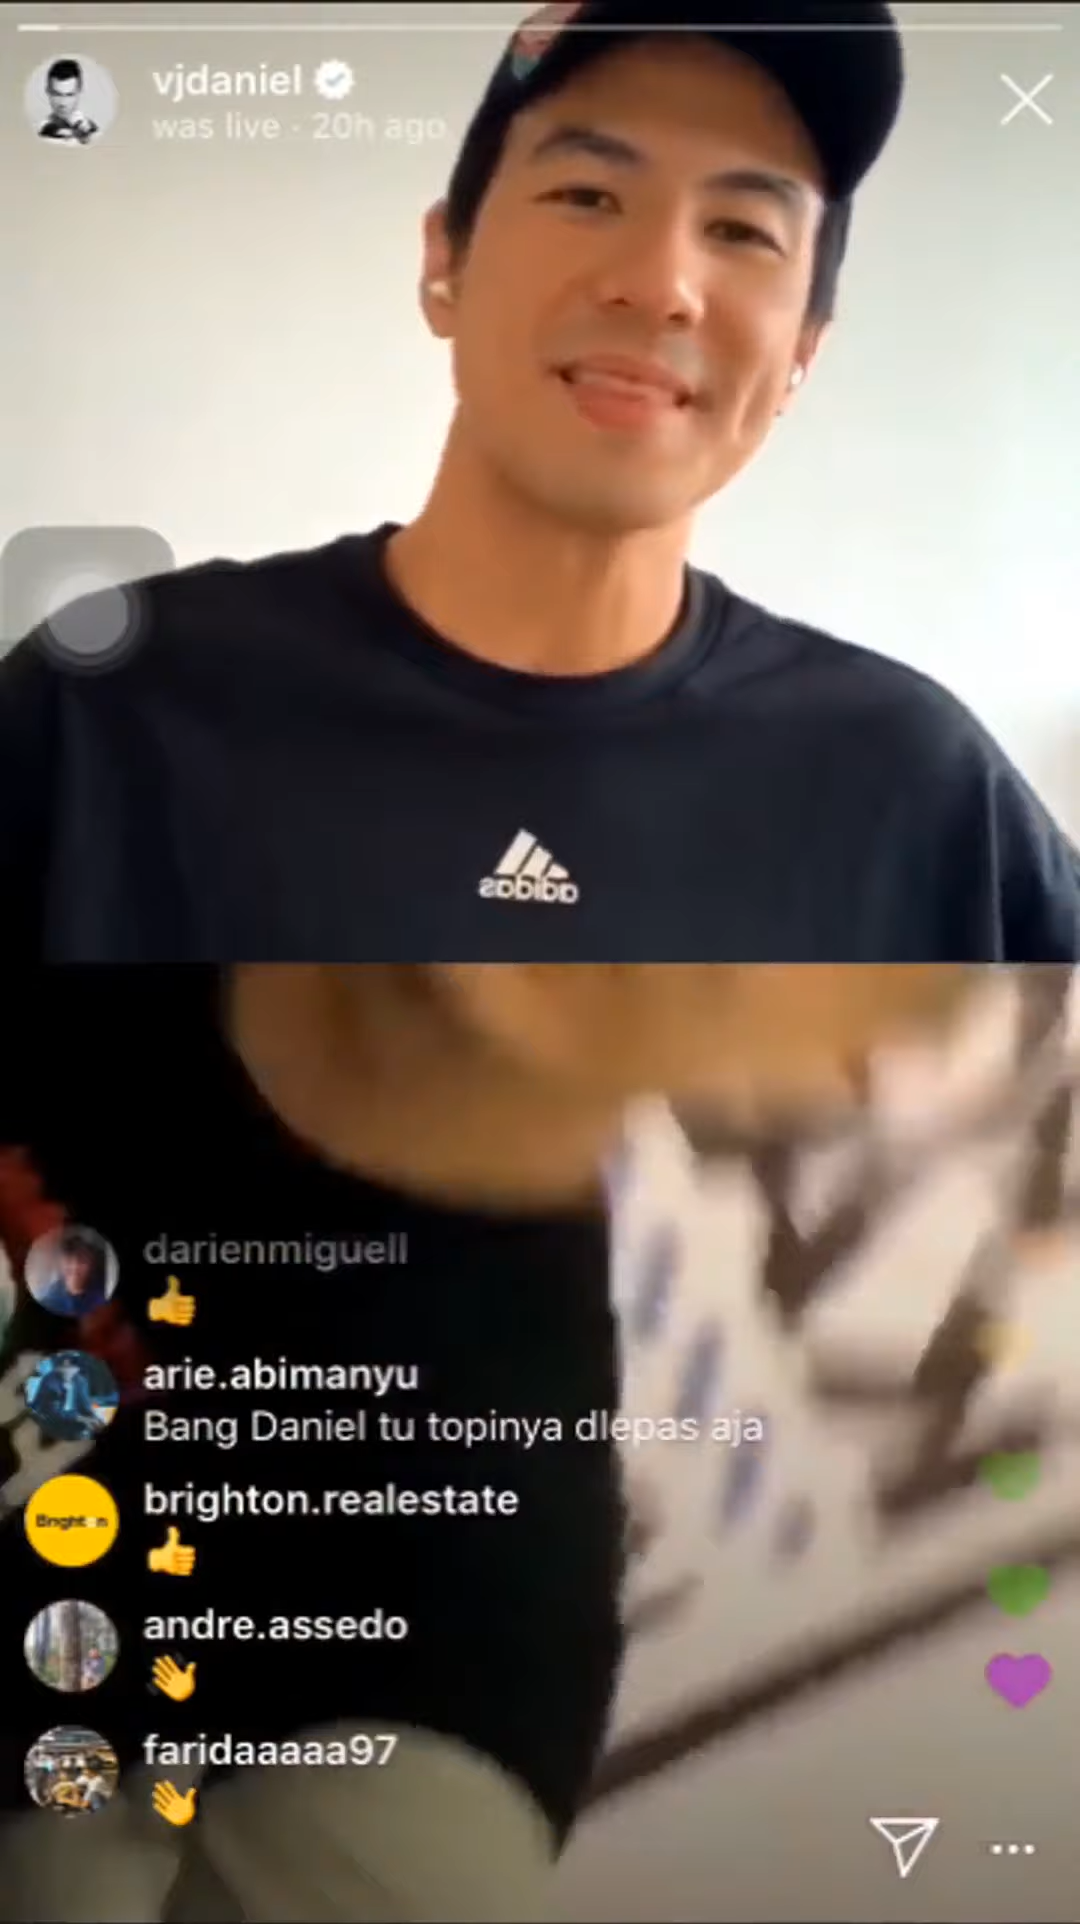 vjdaniel
was live · 20h ago
adidas
darienmiguell
arie.abimanyu
Bang Daniel tu topinya dlepas aja
brighton.realestate
Brighton
andre.assedo
faridaaaaa97